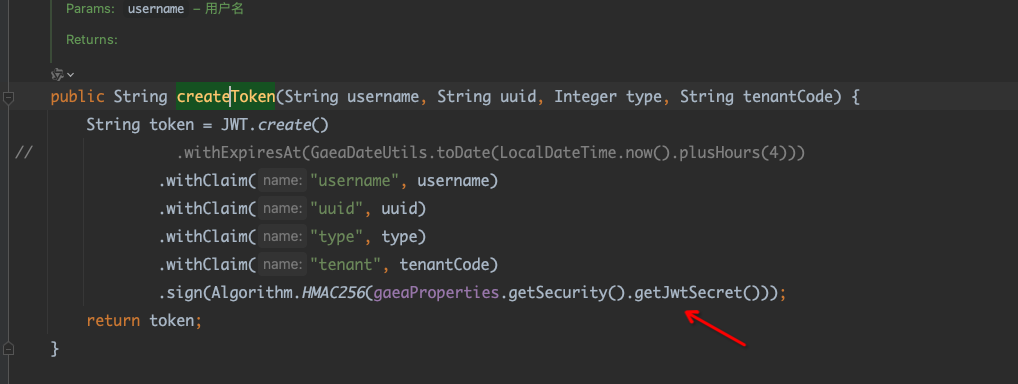 Params: username – 用户名
Returns:
public String createToken(String username, String uuid, Integer type, String tenantCode) {
String token = JWT.create()
// .withExpiresAt(GaeaDateUtils.toDate(LocalDateTime.now().plusHours(4)))
.withClaim( name: "username", username)
.withClaim( name: "uuid", uuid)
.withClaim( name: "type", type)
.withClaim( name: "tenant", tenantCode)
.sign(Algorithm.HMAC256(gaeaProperties.getSecurity().getJwtSecret()));
return token;
}